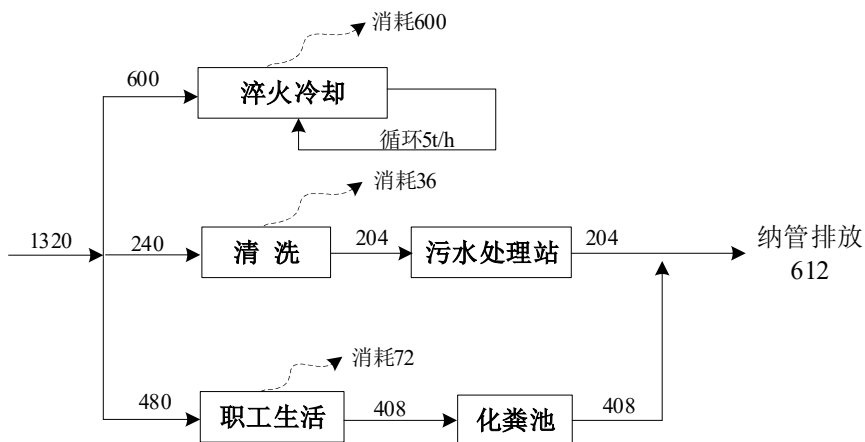 消耗600
600
淬火冷却
循环5t/h
消耗36
1320
240
清 洗
204
污水处理站
204
纳管排放
612
消耗72
480
职工生活
408
化粪池
408